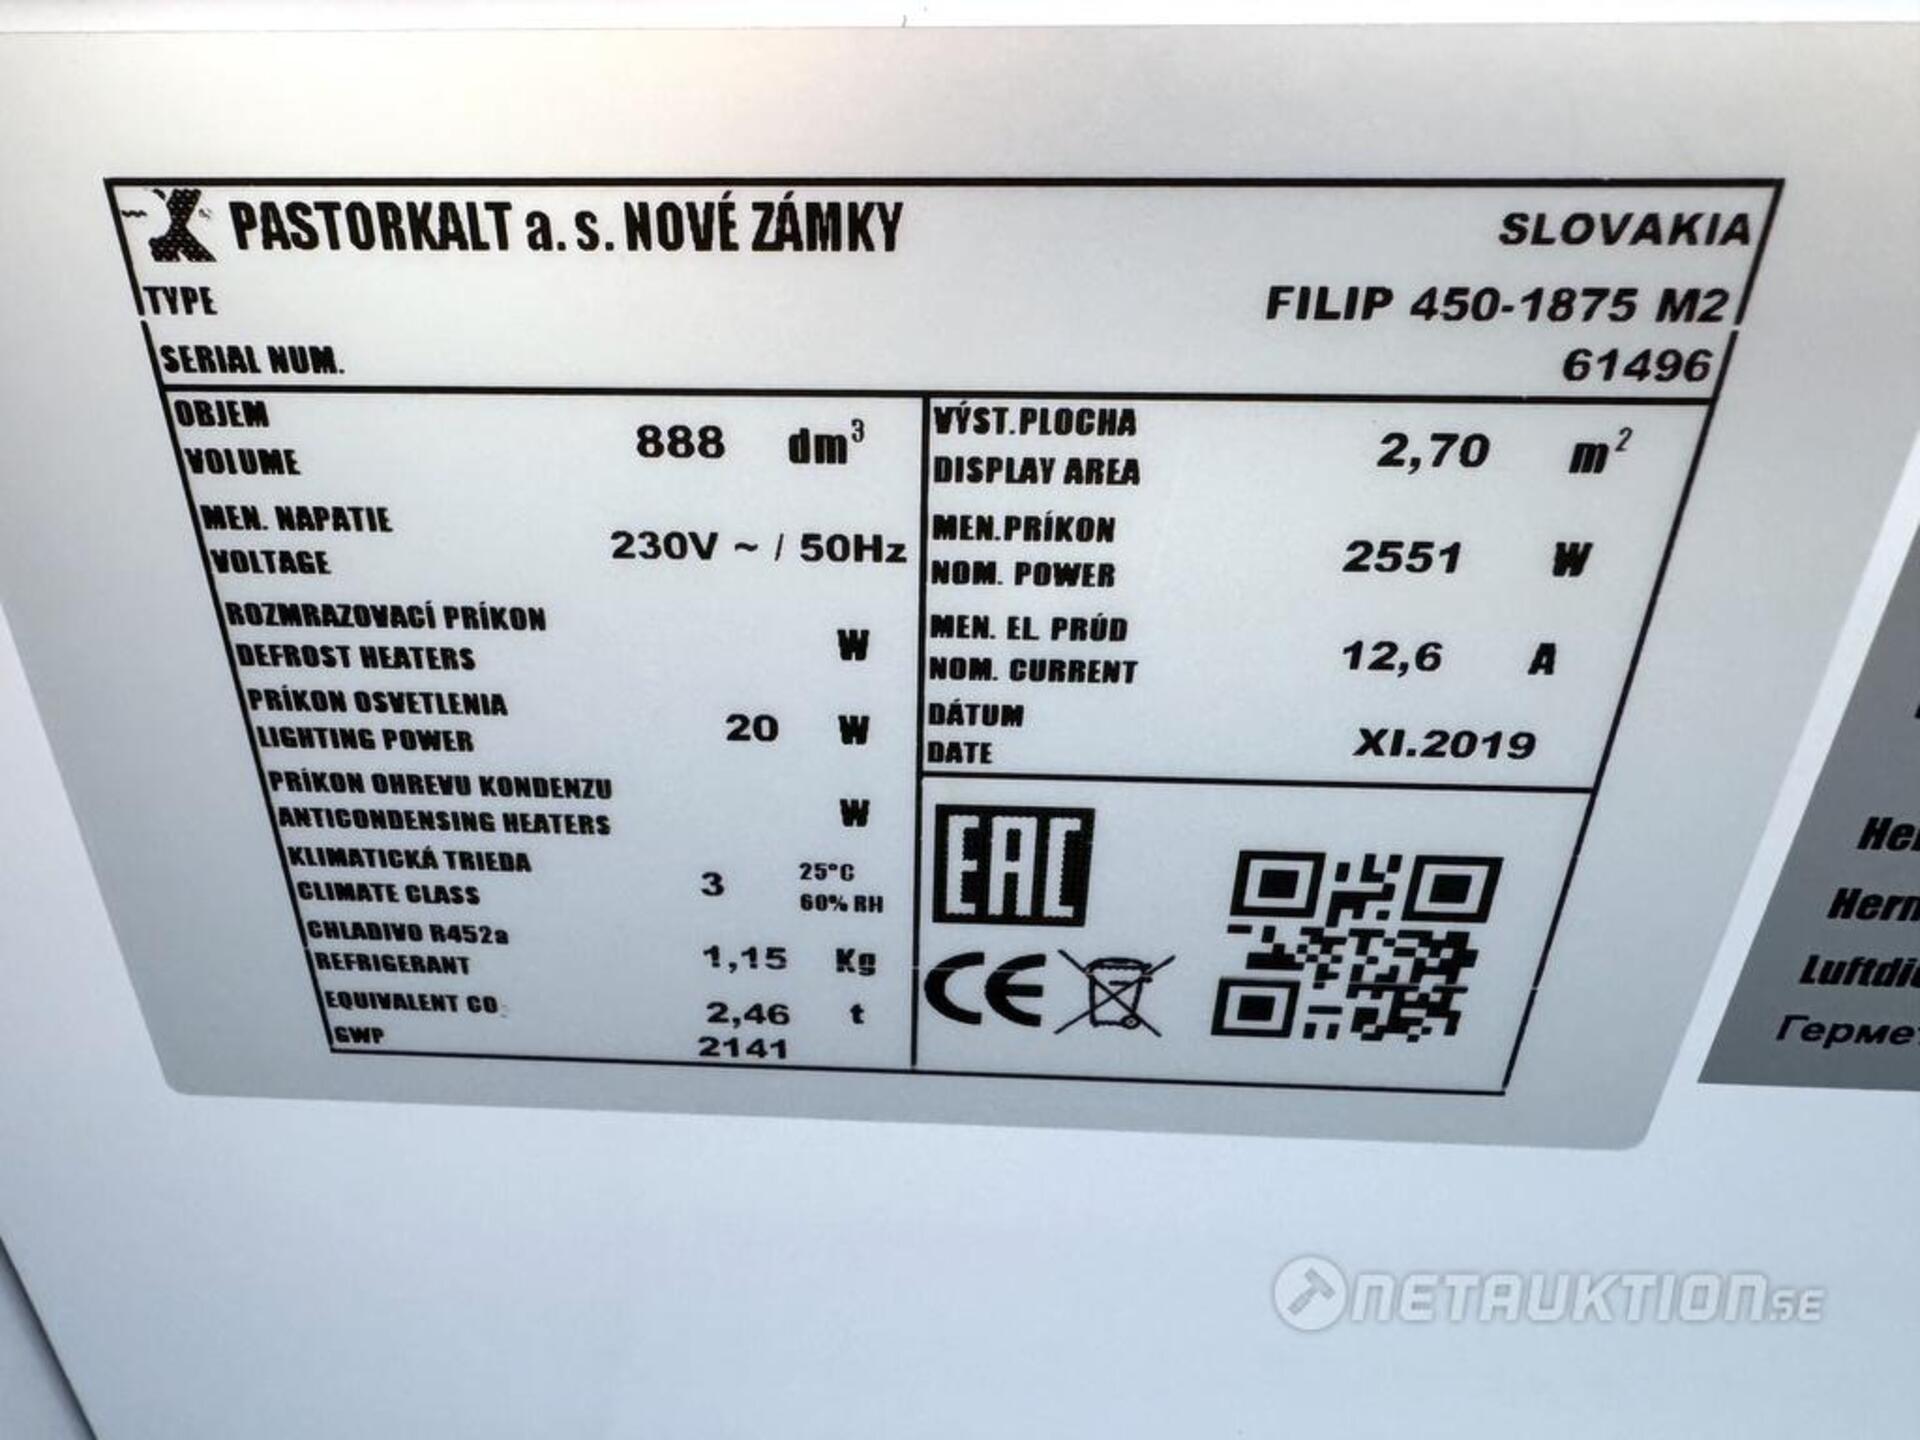 PASTORKALT a. s. NOVÉ ZÁMKY SLOVAKIA
TYPE FILIP 450-1875 M2
SERIAL NUM. 61496
OBJEM
VOLUME 888 dm³
MEN. NAPATIE
VOLTAGE 230V ~ / 50Hz
ROZMRAZOVACÍ PRÍKON
DEFROST HEATERS W
PRÍKON OSVETLENIA
LIGHTING POWER 20 W
PRÍKON OHREVU KONDENZU
ANTICONDENSING HEATERS W
KLIMATICKÁ TRIEDA
CLIMATE CLASS 3 25°C 60% RH
CHLADIVO R452a
REFRIGERANT 1,15 Kg
EQUIVALENT CO 2,46 t
GWP 2141
VÝST.PLOCHA
DISPLAY AREA 2,70 m²
MEN.PRÍKON
NOM. POWER 2551 W
MEN. EL PRÚD
NOM. CURRENT 12,6 A
DÁTUM
DATE XI.2019
EAC
CE
Luftdi
Гермет
NETAUKTION.SE